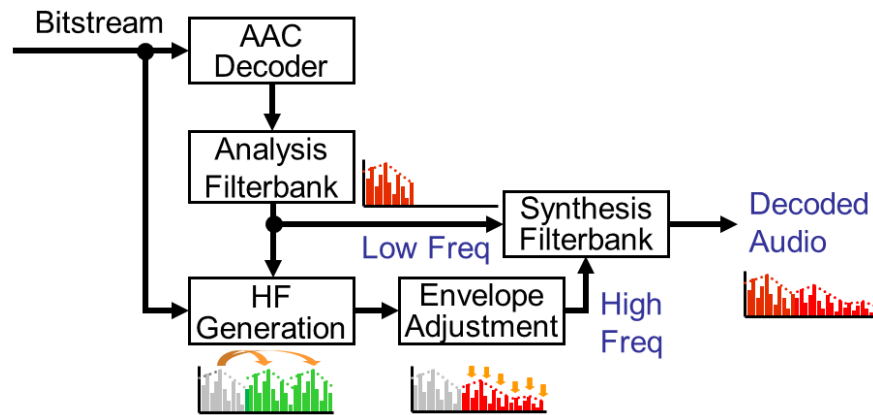 Bitstream
AAC
Decoder
Analysis
Filterbank
Low Freq
Synthesis
Filterbank
Decoded
Audio
HF
Generation
Envelope
Adjustment
High
Freq